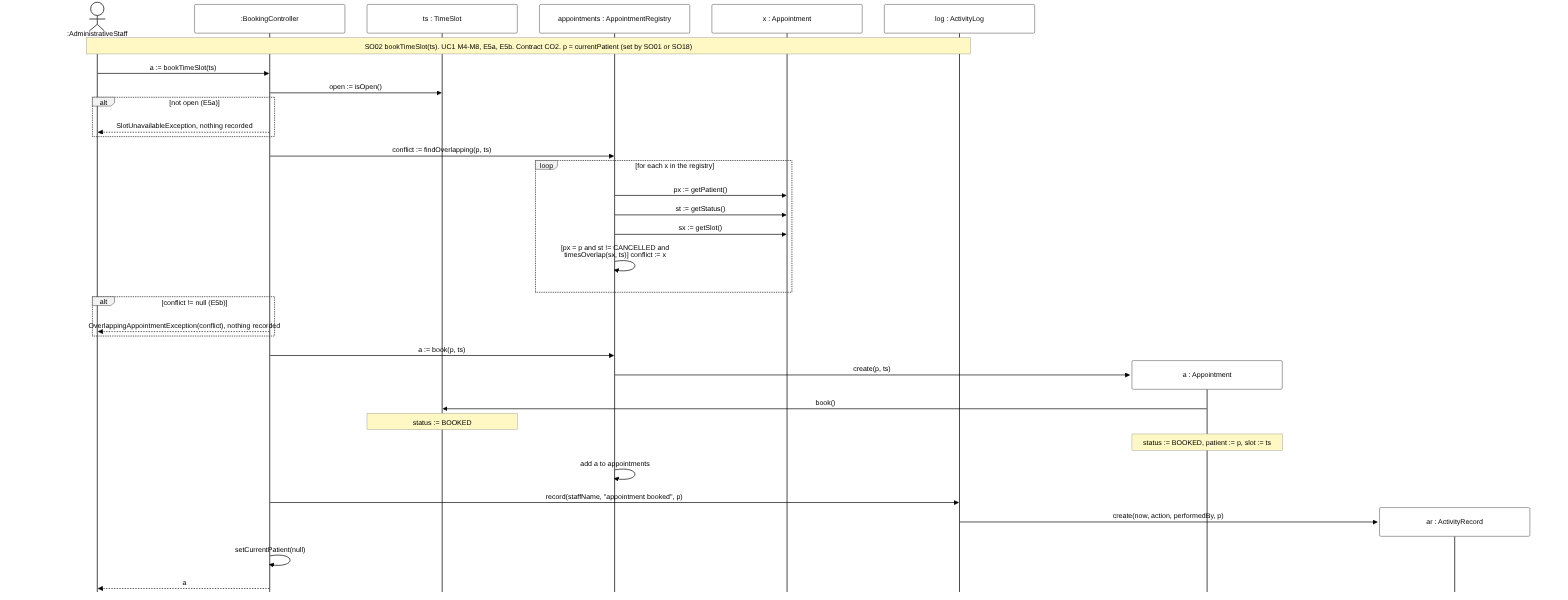 :AdministrativeStaff
:BookingController
ts : TimeSlot
appointments : AppointmentRegistry
x : Appointment
log : ActivityLog
SO02 bookTimeSlot(ts). UC1 M4-M8, E5a, E5b. Contract CO2. p = currentPatient (set by SO01 or SO18)
a := bookTimeSlot(ts)
open := isOpen()
alt
[not open (E5a)]
SlotUnavailableException, nothing recorded
conflict := findOverlapping(p, ts)
loop
[for each x in the registry]
px := getPatient()
st := getStatus()
sx := getSlot()
[px = p and st != CANCELLED and
timesOverlap(sx, ts)] conflict := x
alt
[conflict != null (E5b)]
OverlappingAppointmentException(conflict), nothing recorded
a := book(p, ts)
create(p, ts)
a : Appointment
book()
status := BOOKED
status := BOOKED, patient := p, slot := ts
add a to appointments
record(staffName, "appointment booked", p)
create(now, action, performedBy, p)
ar : ActivityRecord
setCurrentPatient(null)
a